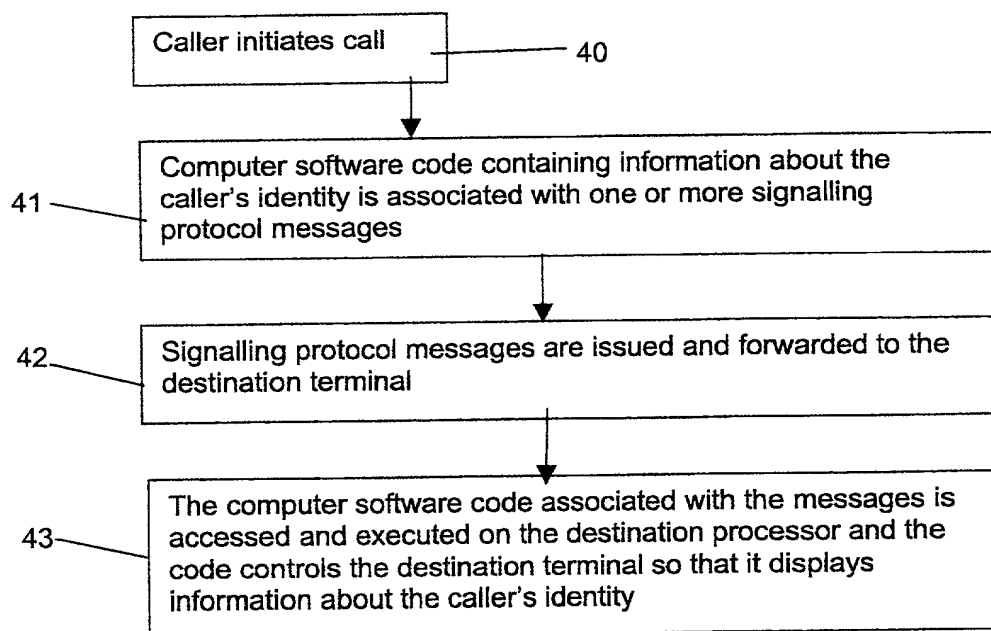 Caller initiates call
40
Computer software code containing information about the
caller's identity is associated with one or more signalling
protocol messages
41
Signalling protocol messages are issued and forwarded to the
destination terminal
42
The computer software code associated with the messages is
accessed and executed on the destination processor and the
code controls the destination terminal so that it displays
information about the caller's identity
43